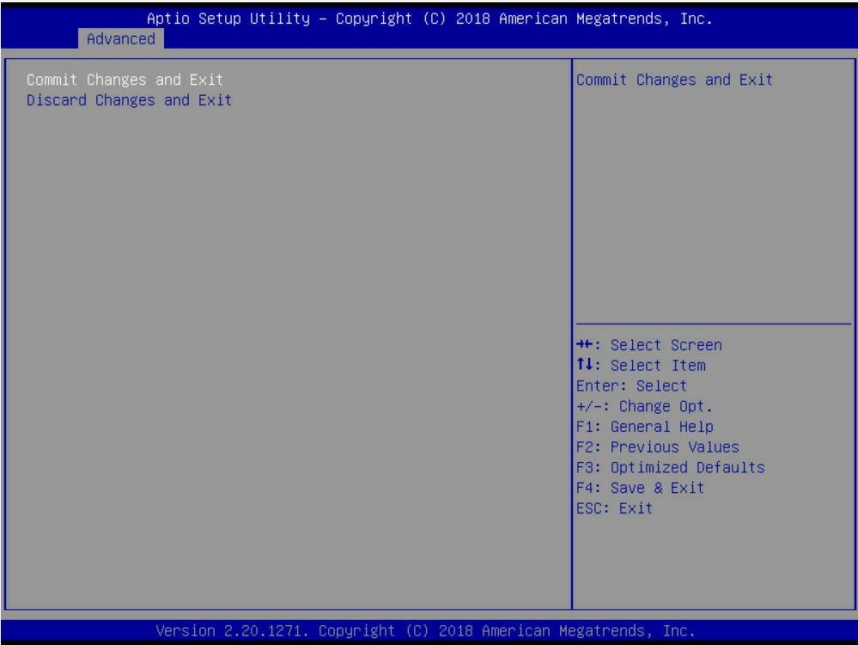 Aptio Setup Utility – Copyright (C) 2018 American Megatrends, Inc.
Advanced
Commit Changes and Exit
Discard Changes and Exit
Commit Changes and Exit
→←: Select Screen
↑↓: Select Item
Enter: Select
+/-: Change Opt.
F1: General Help
F2: Previous Values
F3: Optimized Defaults
F4: Save & Exit
ESC: Exit
Version 2.20.1271. Copyright (C) 2018 American Megatrends, Inc.